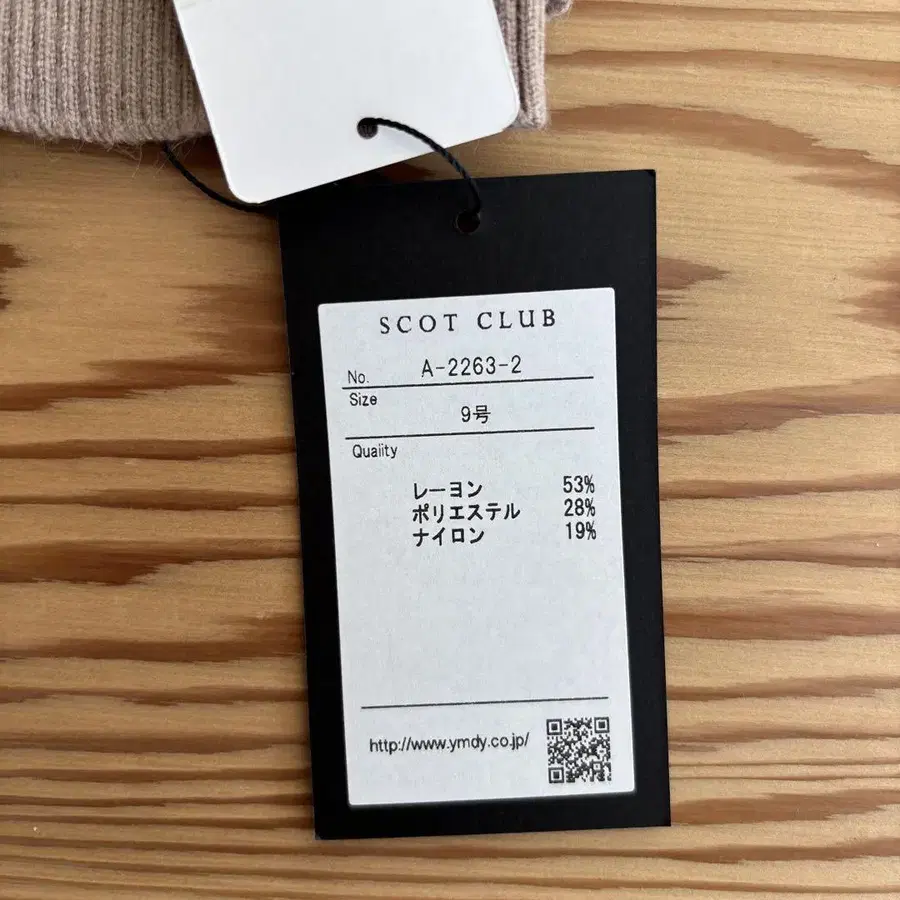 SCOT CLUB
No. A-2263-2
Size
9号
Quality
レーヨン 53%
ポリエステル 28%
ナイロン 19%
http://www.ymdy.co.jp/